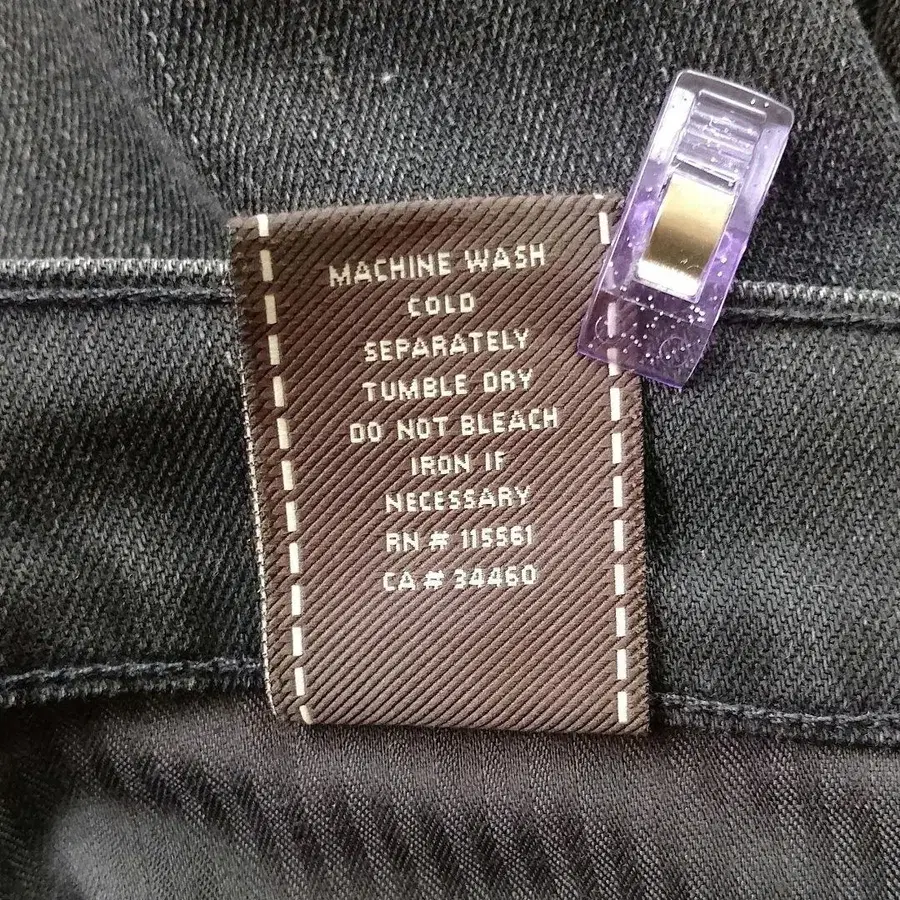 MACHINE WASH
COLD
SEPARATELY
TUMBLE DRY
DO NOT BLEACH
IRON IF
NECESSARY
RN # 115561
CA # 34460